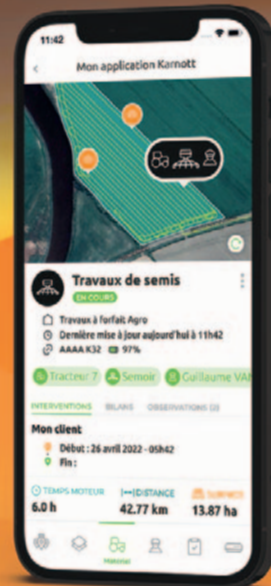 11:42
Mon application Karnott
Travaux de semis
EN COURS
Travaux à forfait Agro
Dernière mise à jour aujourd'hui à 11h42
AAAA K32 97%
Tracteur 7 Semoir Guillaume VAN
INTERVENTIONS BILANS OBSERVATIONS (2)
Mon client
Début : 26 avril 2022 - 05h42
Fin :
TEMPS MOTEUR DISTANCE SURFACE
6.0 h 42.77 km 13.87 ha
Matériel